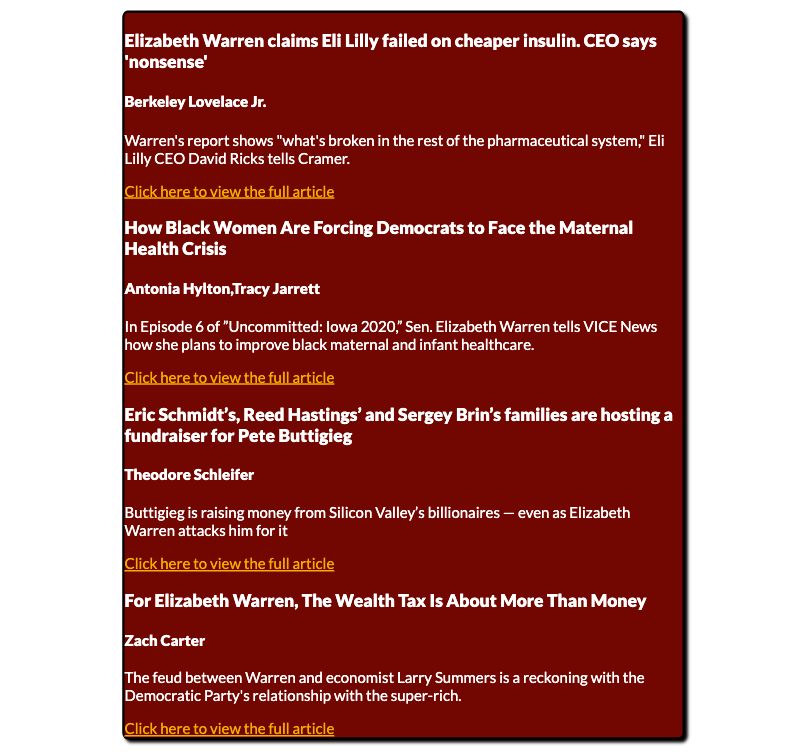 Elizabeth Warren claims Eli Lilly failed on cheaper insulin. CEO says
'nonsense'
Berkeley Lovelace Jr.
Warren's report shows "what's broken in the rest of the pharmaceutical system," Eli
Lilly CEO David Ricks tells Cramer.
Click here to view the full article
How Black Women Are Forcing Democrats to Face the Maternal
Health Crisis
Antonia Hylton,Tracy Jarrett
In Episode 6 of ”Uncommitted: Iowa 2020,” Sen. Elizabeth Warren tells VICE News
how she plans to improve black maternal and infant healthcare.
Click here to view the full article
Eric Schmidt’s, Reed Hastings’ and Sergey Brin’s families are hosting a
fundraiser for Pete Buttigieg
Theodore Schleifer
Buttigieg is raising money from Silicon Valley’s billionaires — even as Elizabeth
Warren attacks him for it
Click here to view the full article
For Elizabeth Warren, The Wealth Tax Is About More Than Money
Zach Carter
The feud between Warren and economist Larry Summers is a reckoning with the
Democratic Party's relationship with the super-rich.
Click here to view the full article